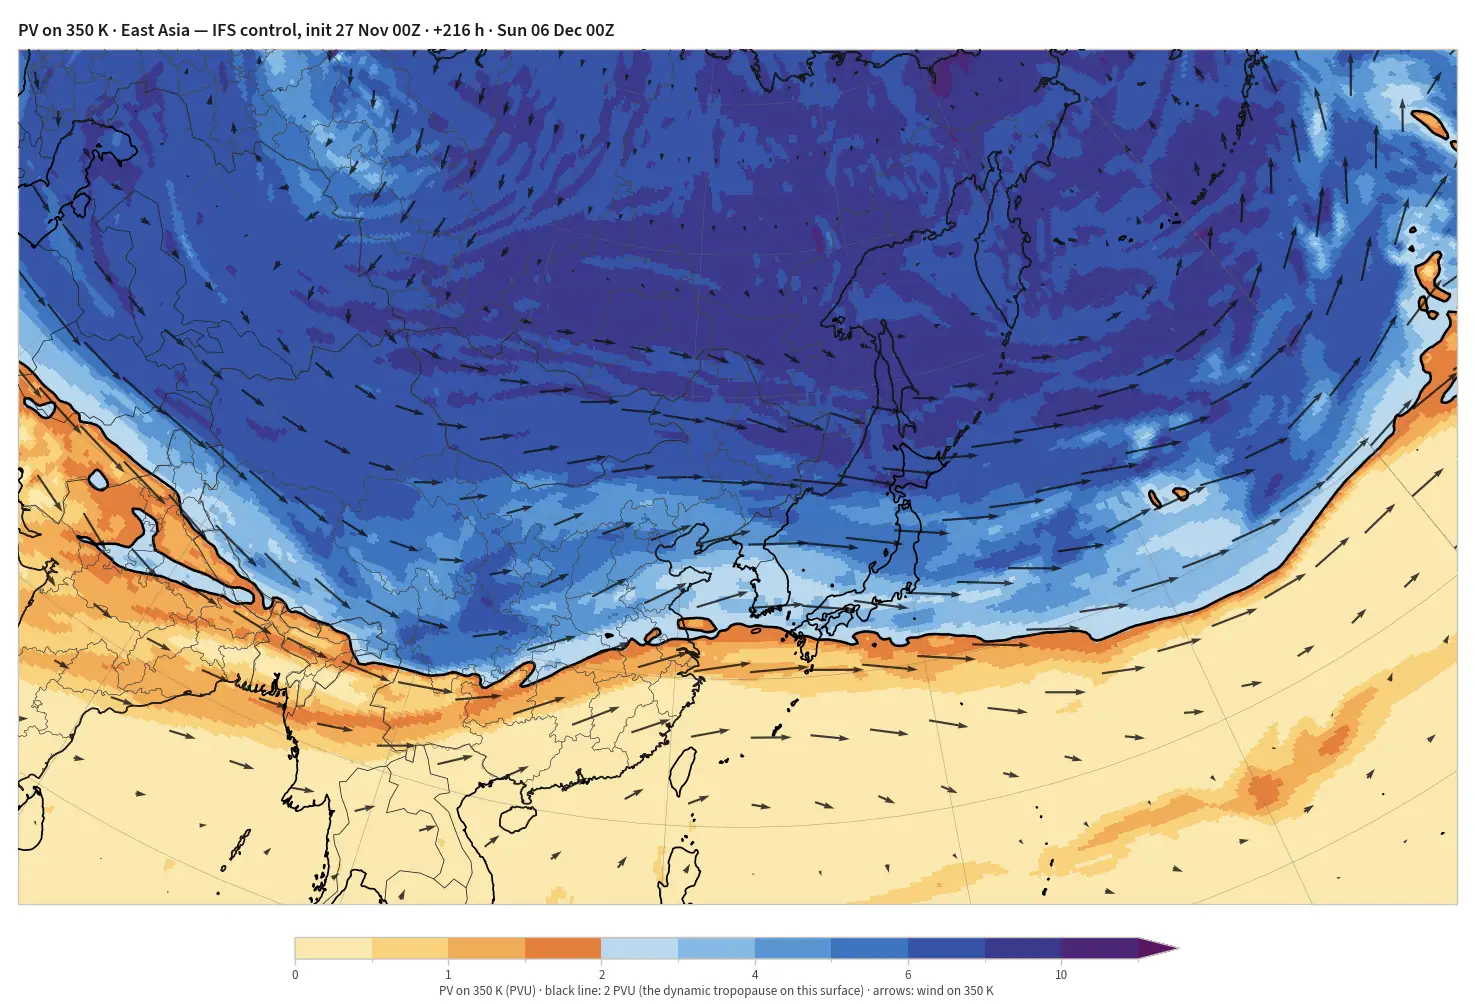 PV on 350 K · East Asia — IFS control, init 27 Nov 00Z · +216 h · Sun 06 Dec 00Z
0 1 2 4 6 10
PV on 350 K (PVU) · black line: 2 PVU (the dynamic tropopause on this surface) · arrows: wind on 350 K